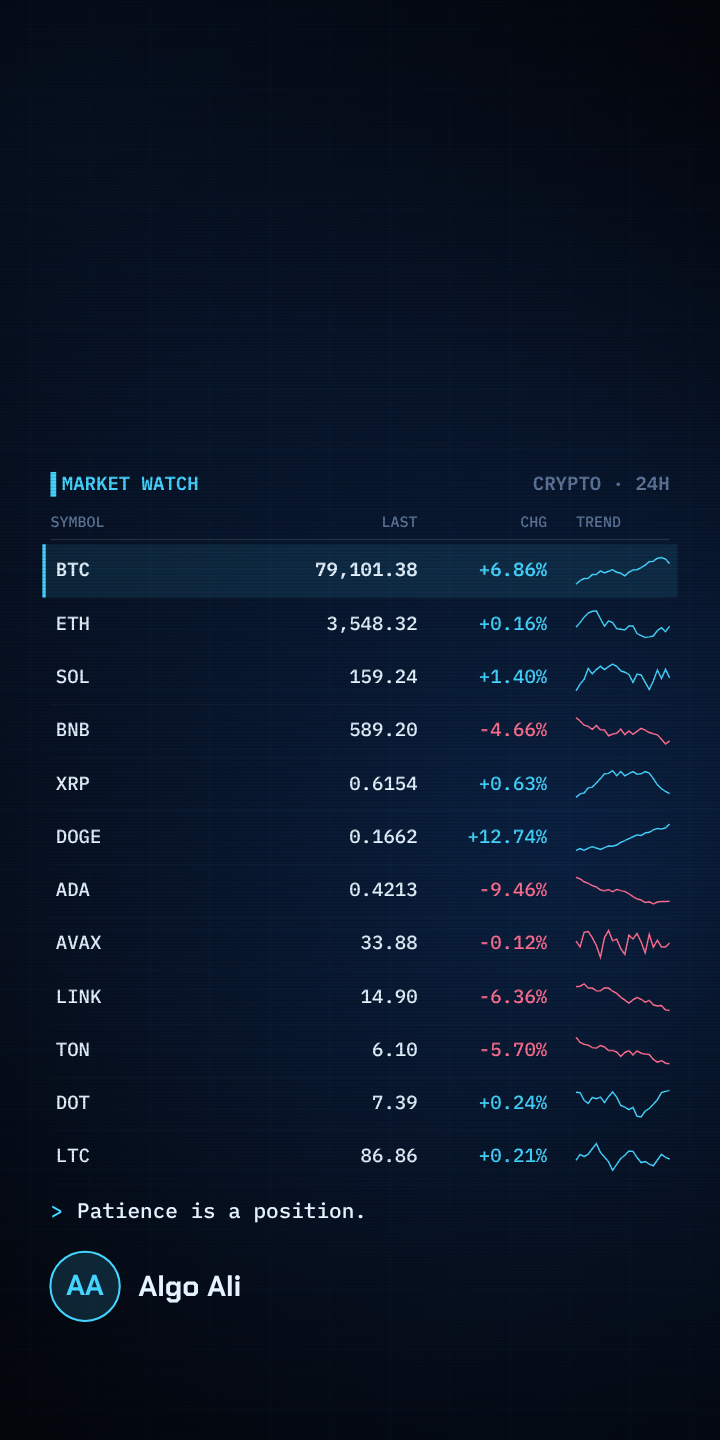 MARKET WATCH CRYPTO · 24H
SYMBOL LAST CHG TREND
BTC 79,101.38 +6.86%
ETH 3,548.32 +0.16%
SOL 159.24 +1.40%
BNB 589.20 -4.66%
XRP 0.6154 +0.63%
DOGE 0.1662 +12.74%
ADA 0.4213 -9.46%
AVAX 33.88 -0.12%
LINK 14.90 -6.36%
TON 6.10 -5.70%
DOT 7.39 +0.24%
LTC 86.86 +0.21%
> Patience is a position.
AA Algo Ali